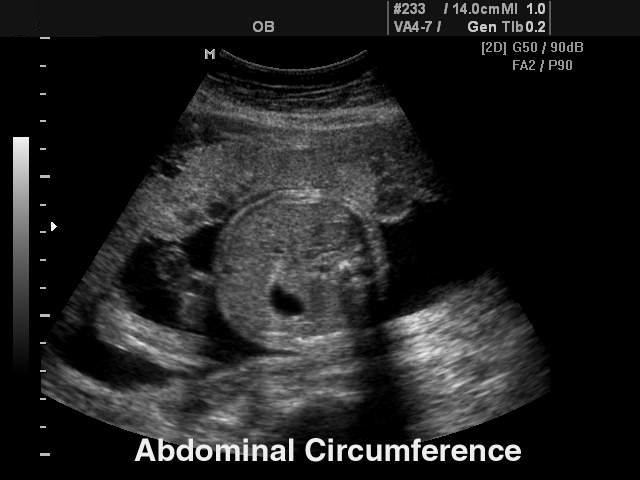 #233 / 14.0cm MI 1.0
OB VA4-7 / Gen TIb 0.2
[2D] G50 / 90dB
FA2 / P90
M
Abdominal Circumference